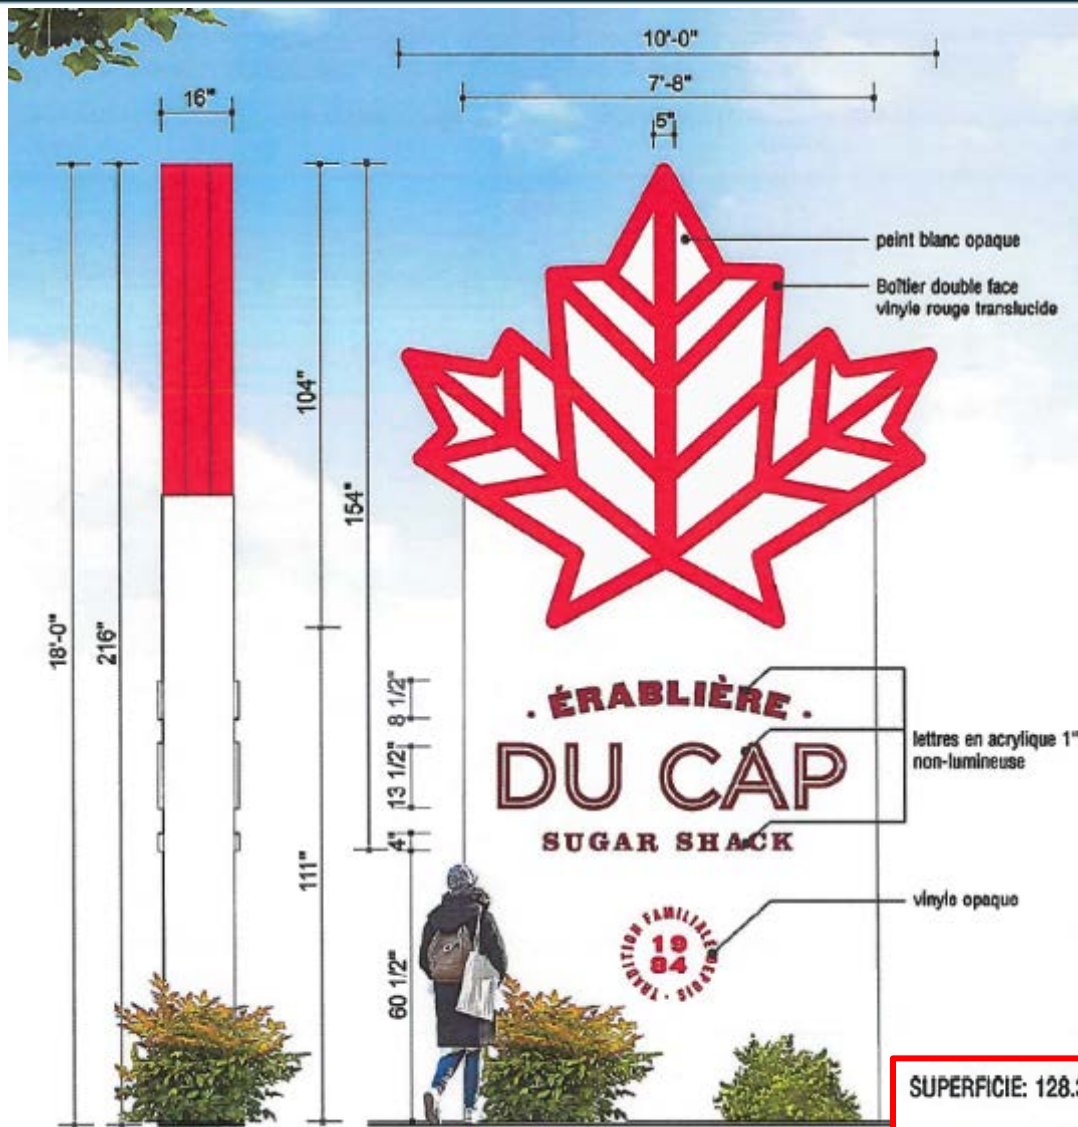 10'-0"
7'-8"
16"
5"
peint blanc opaque
Boîtier double face
vinyle rouge translucide
104"
154"
18'-0"
216"
8 1/2"
· ÉRABLIÈRE ·
13 1/2"
DU CAP
lettres en acrylique 1"
non-lumineuse
4"
SUGAR SHACK
111"
vinyle opaque
TRADITION FAMILIALE DEPUIS ·
19
84
60 1/2"
SUPERFICIE: 128.